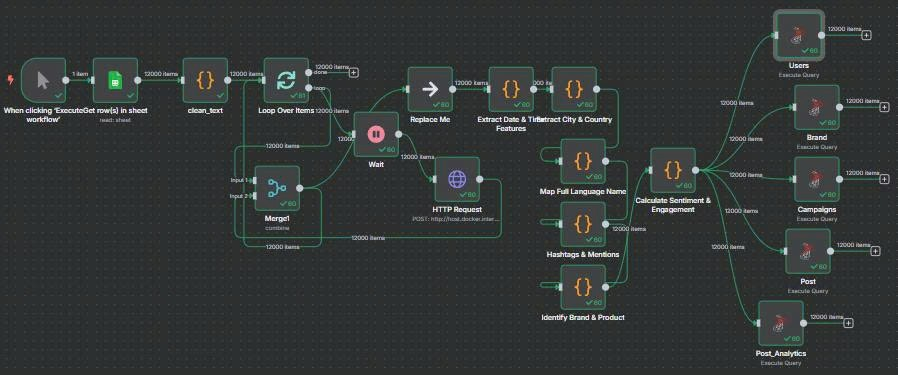 When clicking 'Execute
workflow'
1 item
Get row(s) in sheet
read: sheet
12000 items
clean_text
12000 items
Loop Over Items
61
12000 items
done
loop
12000 items
12000 items
Input 1
Input 2
Merge1
combine
60
12000 items
12000 items
Wait
60
12000 items
HTTP Request
POST: http://host.docker.inter...
60
Replace Me
60
12000 items
Extract Date & Time
Features
60
Extract City & Country
60
Map Full Language Name
60
Hashtags & Mentions
60
12000 items
Identify Brand & Product
60
Calculate Sentiment &
Engagement
60
12000 items
12000 items
12000 items
12000 items
Users
Execute Query
60
12000 items
Brand
Execute Query
60
12000 items
Campaigns
Execute Query
60
12000 items
Post
Execute Query
60
12000 items
Post_Analytics
Execute Query
60
12000 items